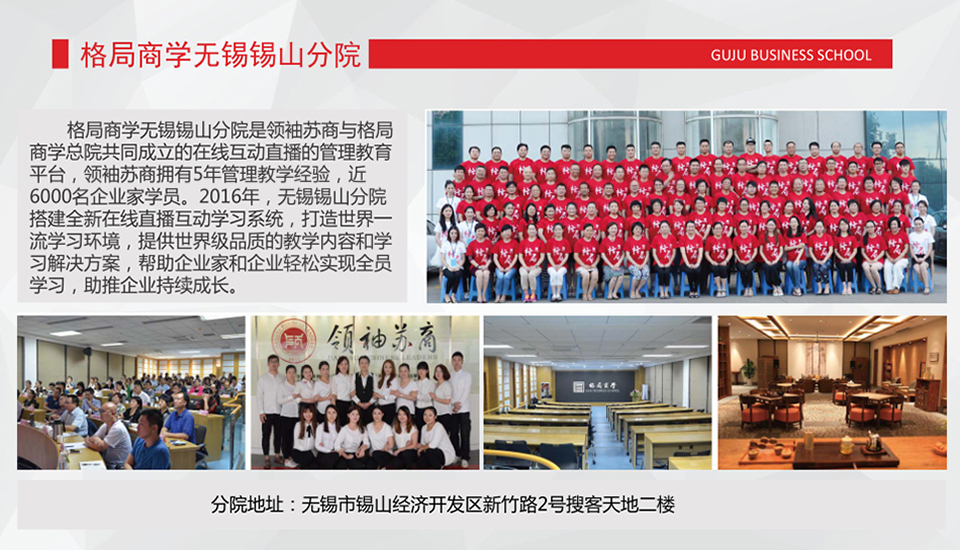 格局商学无锡锡山分院
GUJU BUSINESS SCHOOL
格局商学无锡锡山分院是领袖苏商与格局
商学总院共同成立的在线互动直播的管理教育
平台，领袖苏商拥有5年管理教学经验，近
6000名企业家学员。2016年，无锡锡山分院
搭建全新在线直播互动学习系统，打造世界一
流学习环境，提供世界级品质的教学内容和学
习解决方案，帮助企业家和企业轻松实现全员
学习，助推企业持续成长。
领袖苏商
格局商学
分院地址：无锡市锡山经济开发区新竹路2号搜客天地二楼